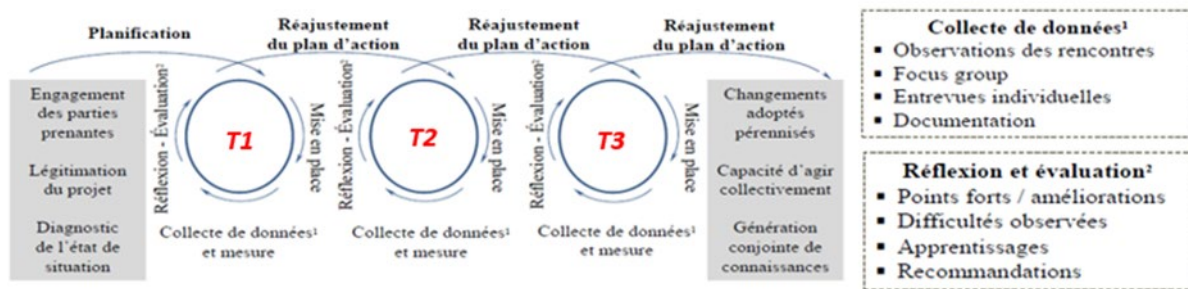 Planification
Réajustement
du plan d'action
Réajustement
du plan d'action
Réajustement
du plan d'action
Engagement
des parties
prenantes
Légitimation
du projet
Diagnostic
de l'état de
situation
Réflexion - Évaluation²
T1
Mise en place
Collecte de données¹
et mesure
Réflexion - Évaluation²
T2
Mise en place
Collecte de données¹
et mesure
Réflexion - Évaluation²
T3
Mise en place
Collecte de données¹
et mesure
Changements
adoptés
pérennisés
Capacité d'agir
collectivement
Génération
conjointe de
connaissances
Collecte de données¹
▪ Observations des rencontres
▪ Focus group
▪ Entrevues individuelles
▪ Documentation
Réflexion et évaluation²
▪ Points forts / améliorations
▪ Difficultés observées
▪ Apprentissages
▪ Recommandations